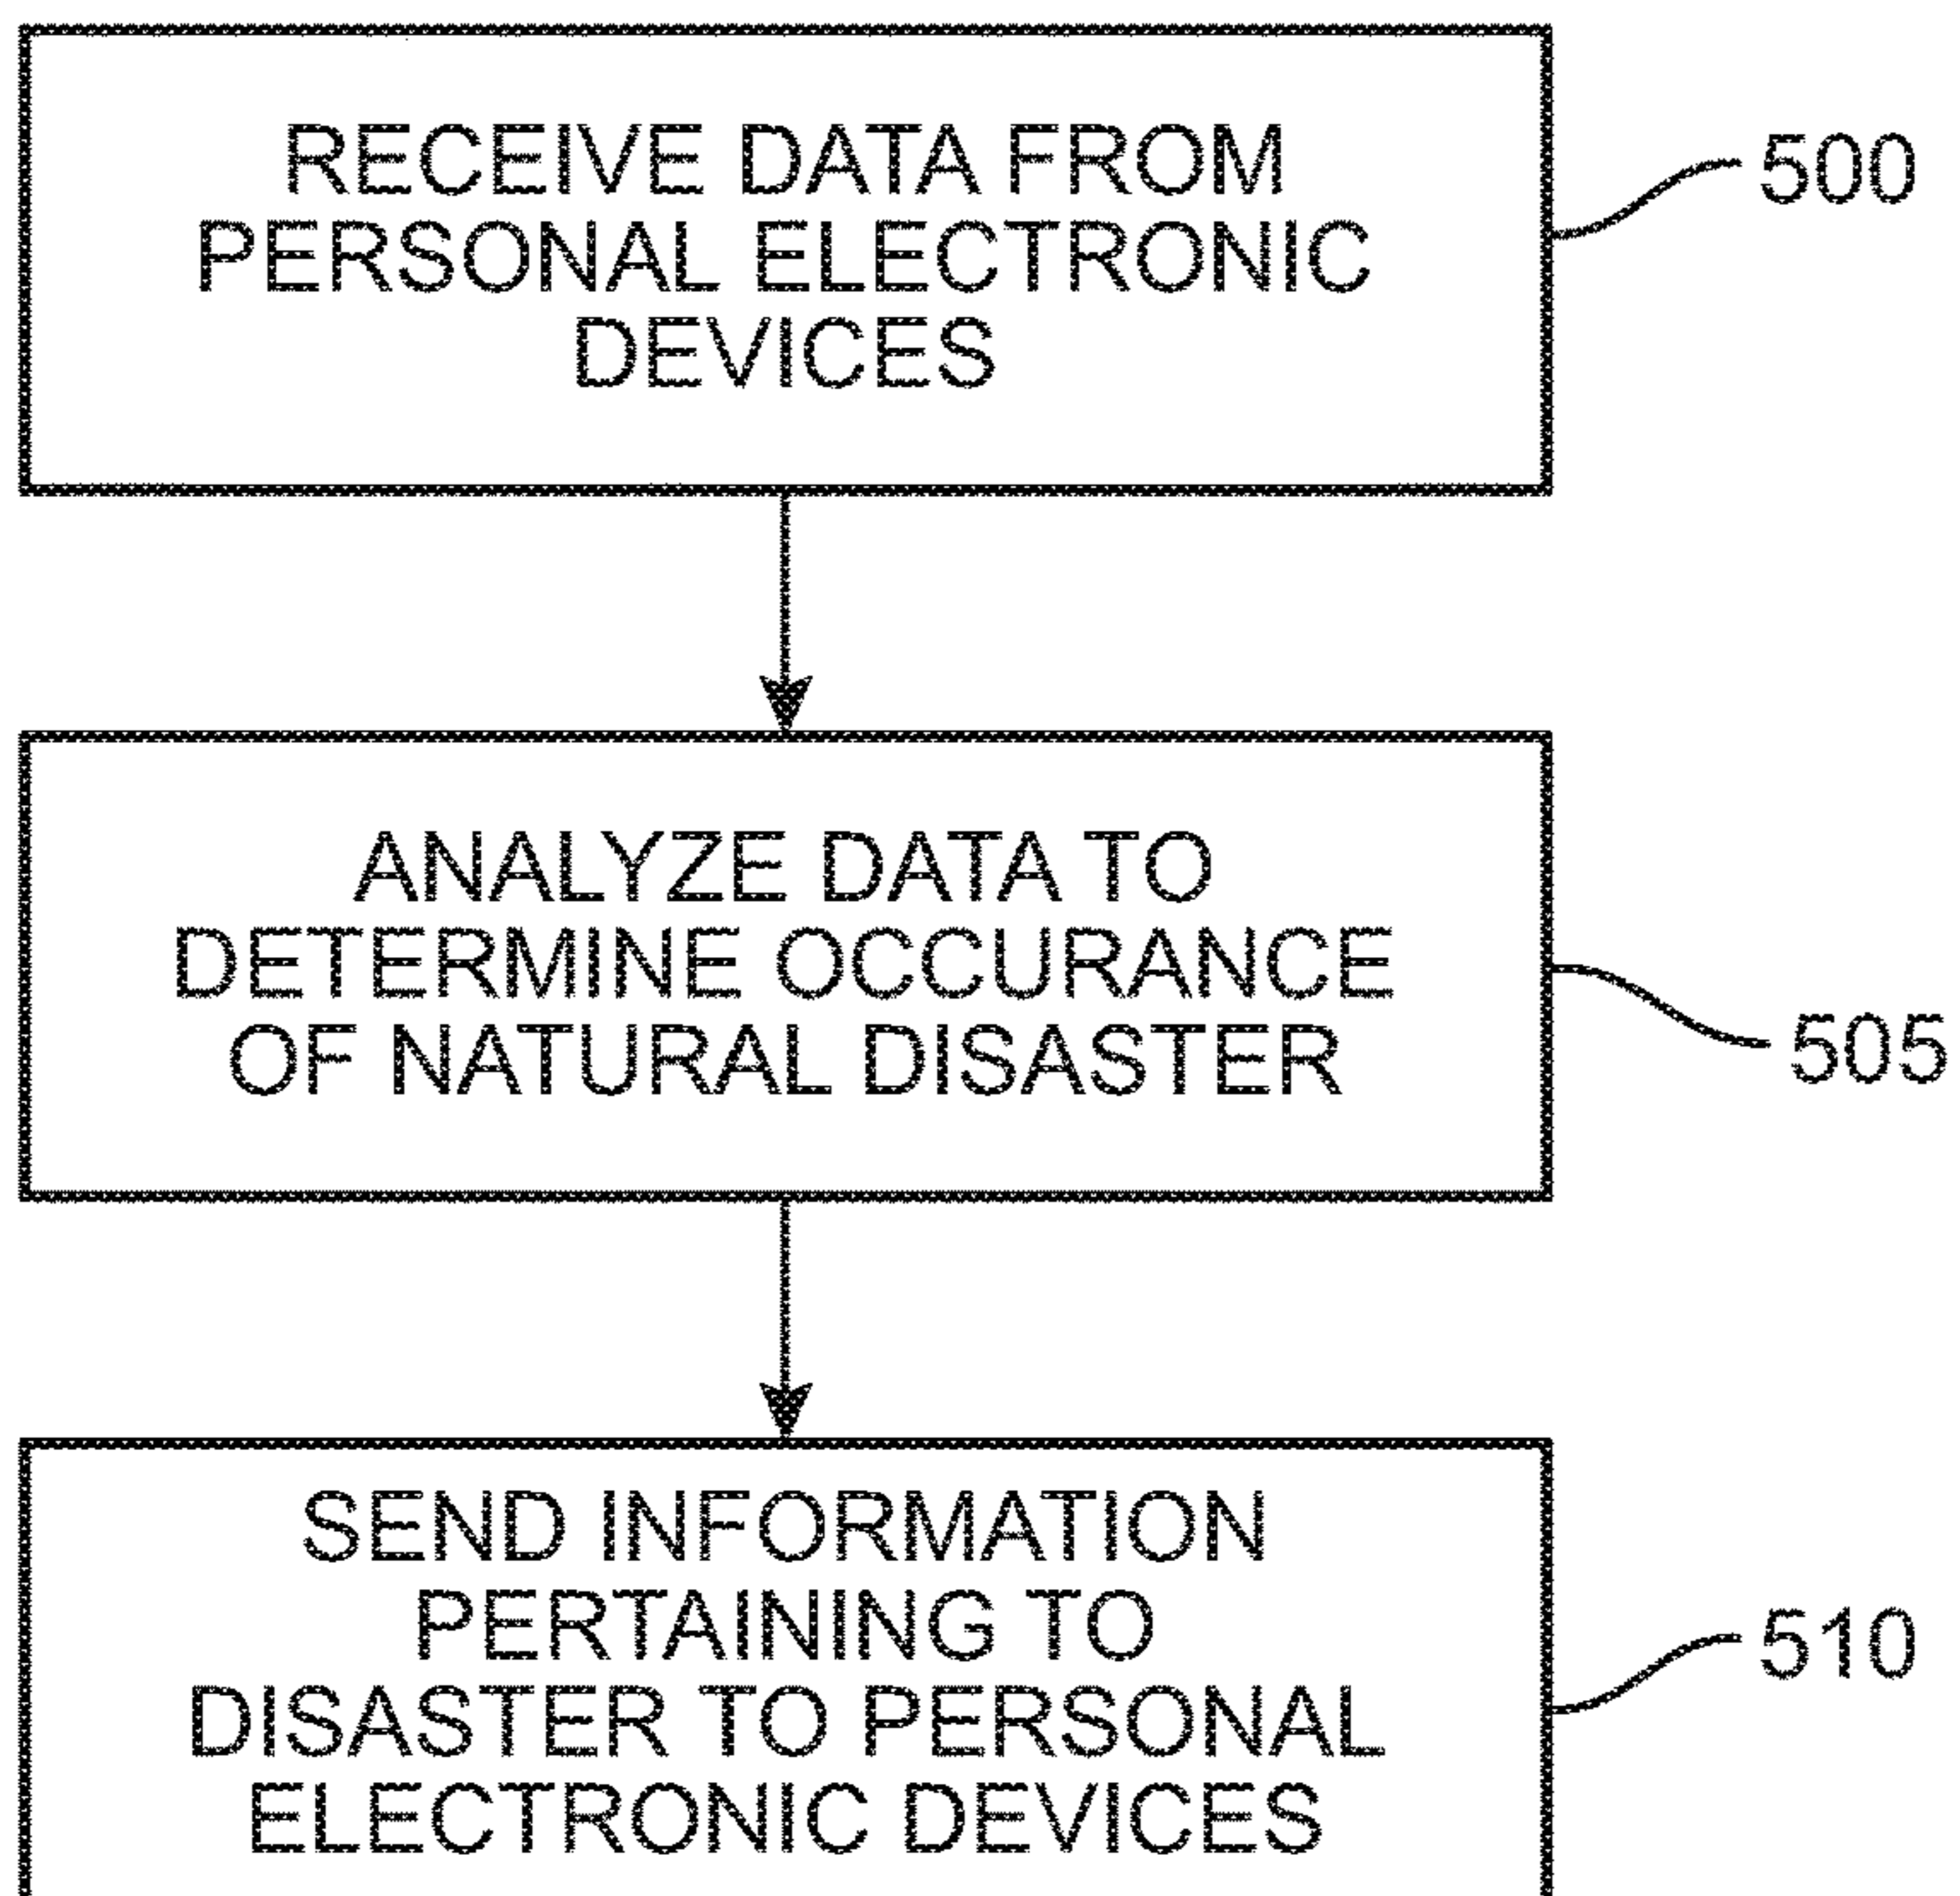 RECEIVE DATA FROM
PERSONAL ELECTRONIC
DEVICES
500
ANALYZE DATA TO
DETERMINE OCCURANCE
OF NATURAL DISASTER
505
SEND INFORMATION
PERTAINING TO
DISASTER TO PERSONAL
ELECTRONIC DEVICES
510